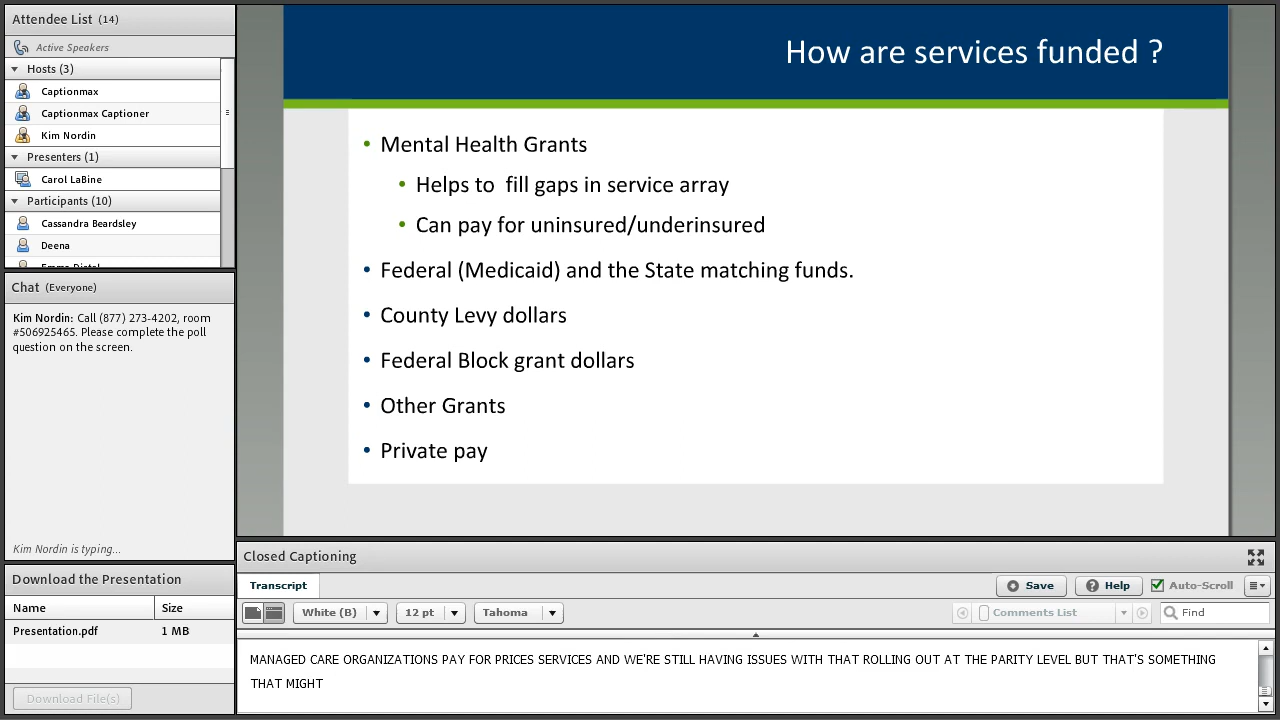 Attendee List (14)
Active Speakers
Hosts (3)
Captionmax
Captionmax Captioner
Kim Nordin
Presenters (1)
Carol LaBine
Participants (10)
Cassandra Beardsley
Deena
Chat (Everyone)
Kim Nordin: Call (877) 273-4202, room
#506925465. Please complete the poll
question on the screen.
Kim Nordin is typing...
Download the Presentation
Name Size
Presentation.pdf 1 MB
Download File(s)
How are services funded ?
• Mental Health Grants
• Helps to fill gaps in service array
• Can pay for uninsured/underinsured
• Federal (Medicaid) and the State matching funds.
• County Levy dollars
• Federal Block grant dollars
• Other Grants
• Private pay
Closed Captioning
Transcript
Save Help Auto-Scroll
White (B) 12 pt Tahoma Comments List Find
MANAGED CARE ORGANIZATIONS PAY FOR PRICES SERVICES AND WE'RE STILL HAVING ISSUES WITH THAT ROLLING OUT AT THE PARITY LEVEL BUT THAT'S SOMETHING
THAT MIGHT